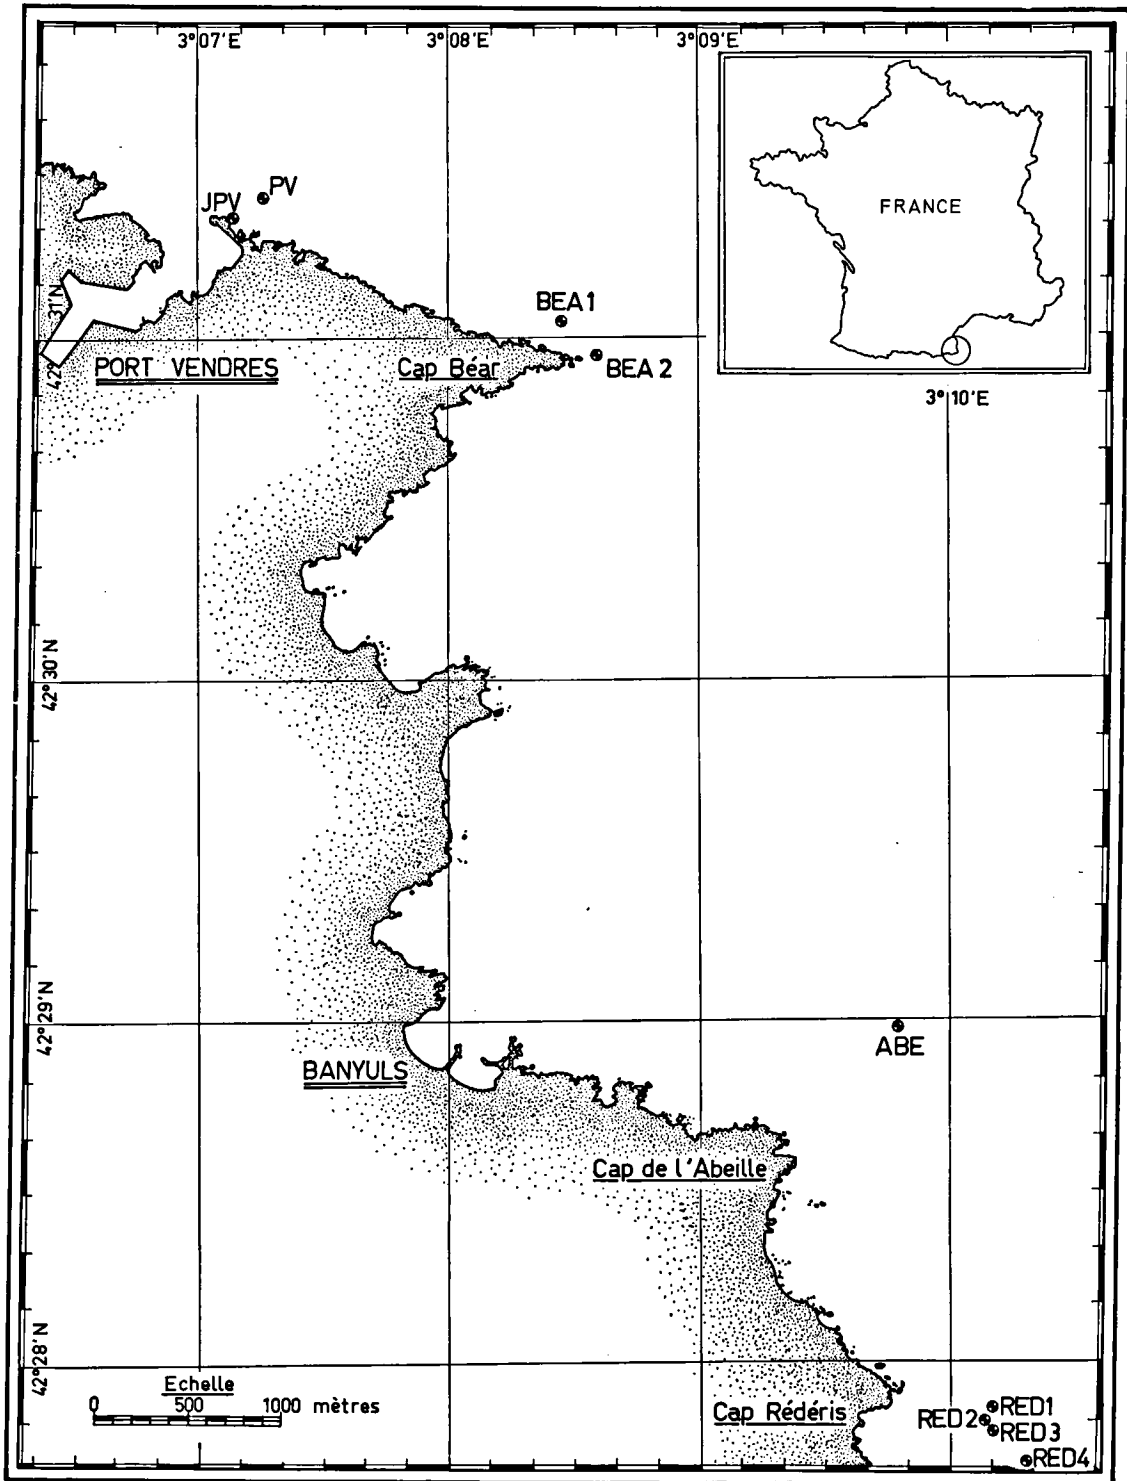 3°07'E
3°08'E
3°09'E
FRANCE
PV
JPV
BEA 1
42° 31'N
PORT VENDRES
Cap Béar
BEA 2
3° 10'E
42° 30'N
42° 29'N
ABE
BANYULS
Cap de l'Abeille
42° 28'N
Echelle
0 500 1000 mètres
Cap Rédéris
RED1
RED2
RED3
RED4